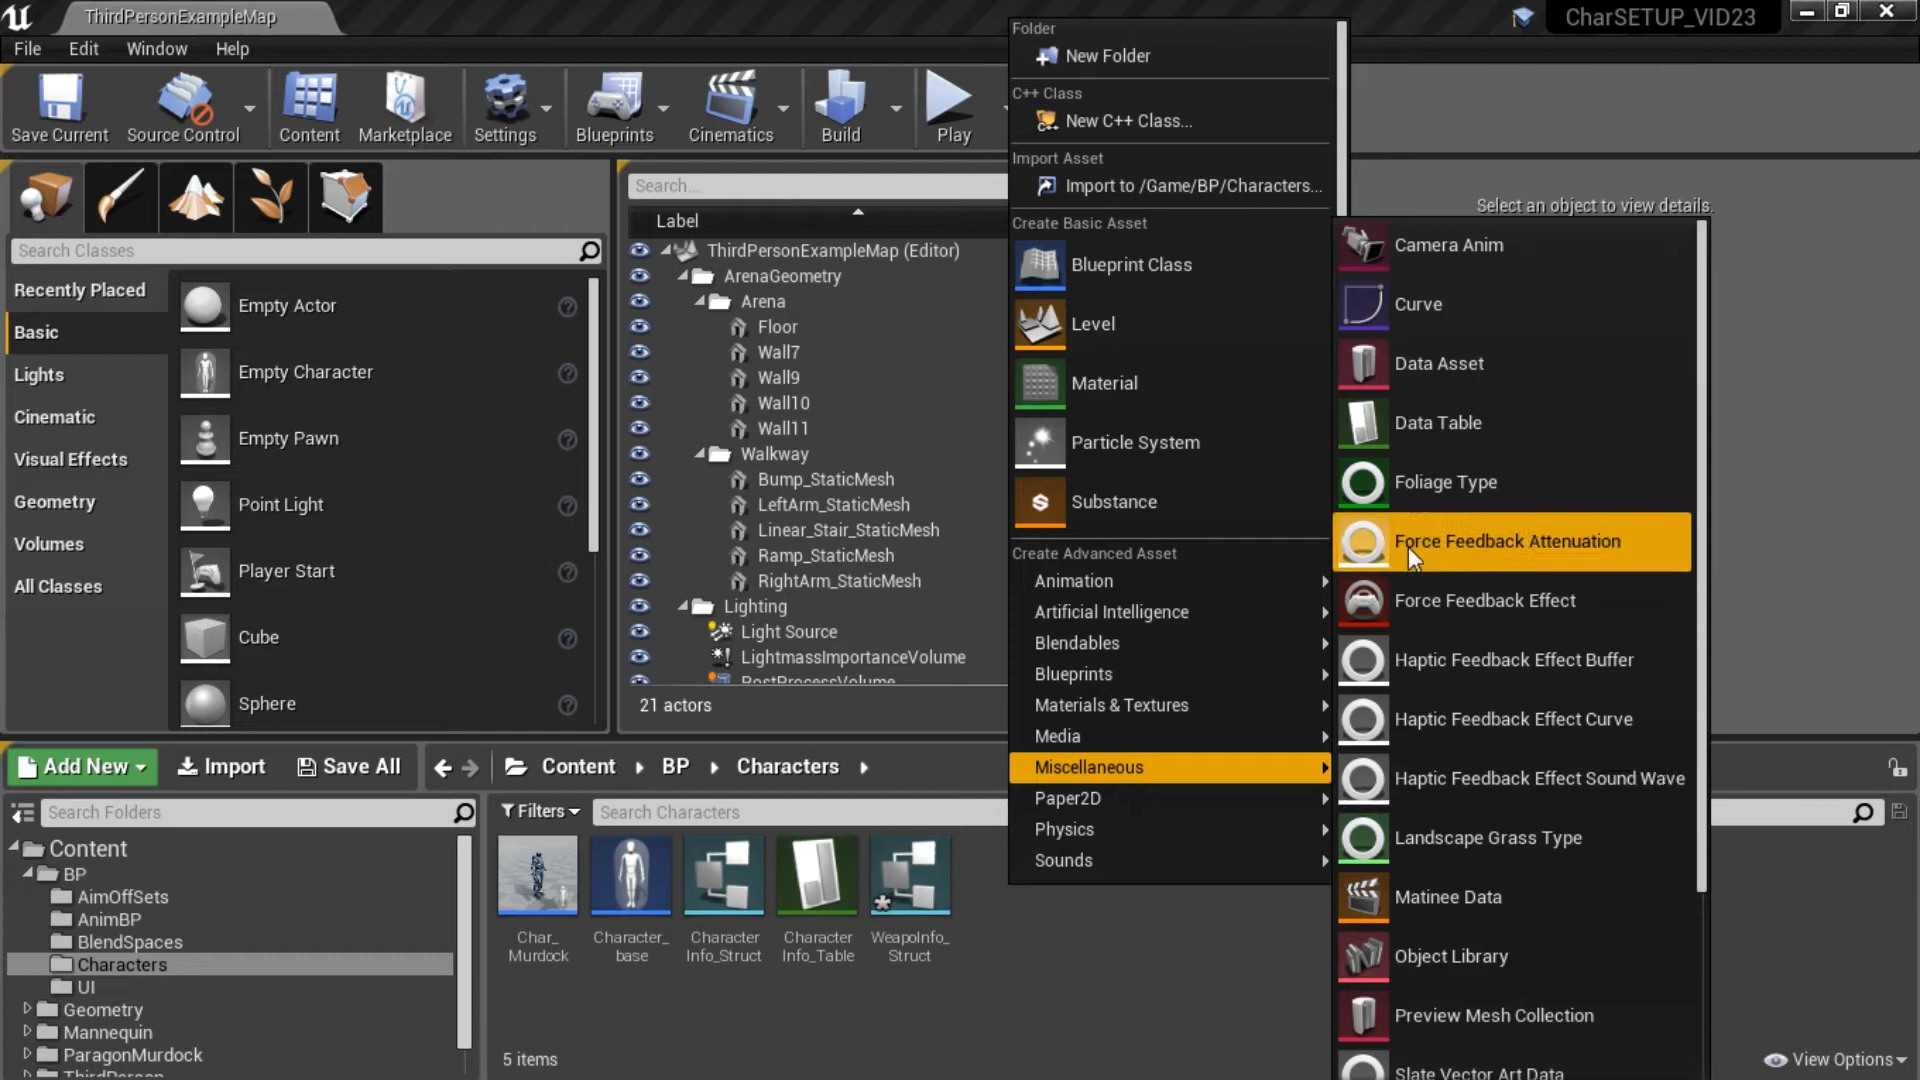 ThirdPersonExampleMap
CharSETUP_VID23
File Edit Window Help
Save Current
Source Control
Content
Marketplace
Settings
Blueprints
Cinematics
Build
Play
Search Classes
Recently Placed
Basic
Lights
Cinematic
Visual Effects
Geometry
Volumes
All Classes
Empty Actor
Empty Character
Empty Pawn
Point Light
Player Start
Cube
Sphere
Search...
Label
ThirdPersonExampleMap (Editor)
ArenaGeometry
Arena
Floor
Wall7
Wall9
Wall10
Wall11
Walkway
Bump_StaticMesh
LeftArm_StaticMesh
Linear_Stair_StaticMesh
Ramp_StaticMesh
RightArm_StaticMesh
Lighting
Light Source
LightmassImportanceVolume
PostProcessVolume
21 actors
Folder
New Folder
C++ Class
New C++ Class...
Import Asset
Import to /Game/BP/Characters...
Create Basic Asset
Blueprint Class
Level
Material
Particle System
Substance
Create Advanced Asset
Animation
Artificial Intelligence
Blendables
Blueprints
Materials & Textures
Media
Miscellaneous
Paper2D
Physics
Sounds
Select an object to view details.
Camera Anim
Curve
Data Asset
Data Table
Foliage Type
Force Feedback Attenuation
Force Feedback Effect
Haptic Feedback Effect Buffer
Haptic Feedback Effect Curve
Haptic Feedback Effect Sound Wave
Landscape Grass Type
Matinee Data
Object Library
Preview Mesh Collection
Slate Vector Art Data
Add New
Import
Save All
Content BP Characters
Search Folders
Content
BP
AimOffSets
AnimBP
BlendSpaces
Characters
UI
Geometry
Mannequin
ParagonMurdock
ThirdPerson
Filters
Search Characters
Char_
Murdock
Character_
base
Character
Info_Struct
Character
Info_Table
WeapoInfo_
Struct
5 items
View Options